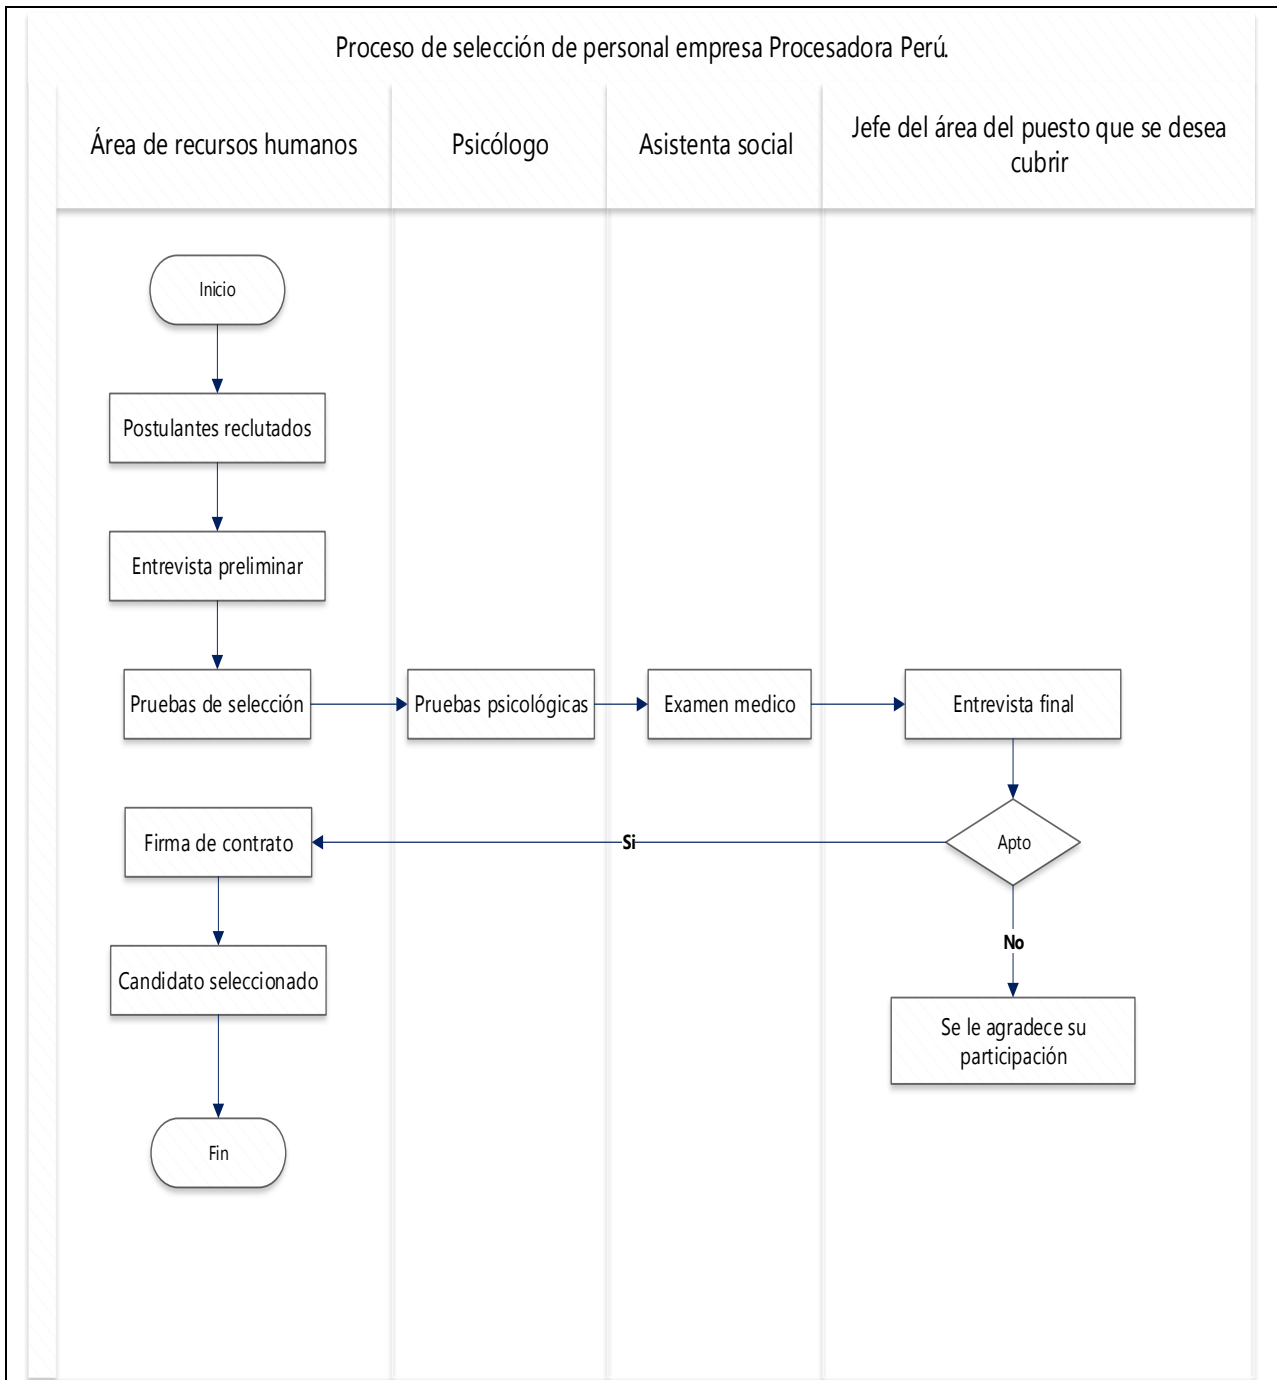 Proceso de selección de personal empresa Procesadora Perú.
Área de recursos humanos
Psicólogo
Asistenta social
Jefe del área del puesto que se desea
cubrir
Inicio
Postulantes reclutados
Entrevista preliminar
Pruebas de selección
Pruebas psicológicas
Examen medico
Entrevista final
Firma de contrato
Si
Apto
No
Candidato seleccionado
Se le agradece su
participación
Fin